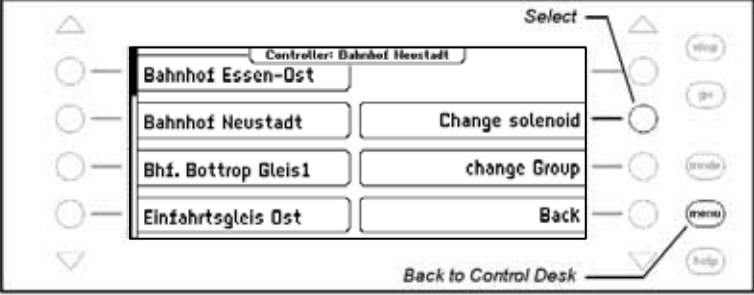 Select
Controller: Bahnhof Neustadt
Bahnhof Essen-Ost
Bahnhof Neustadt
Change solenoid
Bhf. Bottrop Gleis1
change Group
Einfahrtsgleis Ost
Back
stop
go
mode
menu
help
Back to Control Desk